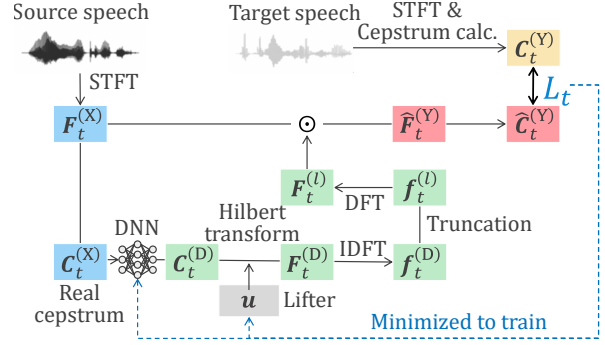 Source speech
Target speech
STFT &
Cepstrum calc.
C_t^(Y)
STFT
L_t
F_t^(X)
⊙
F̂_t^(Y)
Ĉ_t^(Y)
F_t^(l)
DFT
f_t^(l)
DNN
Hilbert
transform
Truncation
C_t^(X)
C_t^(D)
F_t^(D)
IDFT
f_t^(D)
Real
cepstrum
u
Lifter
Minimized to train